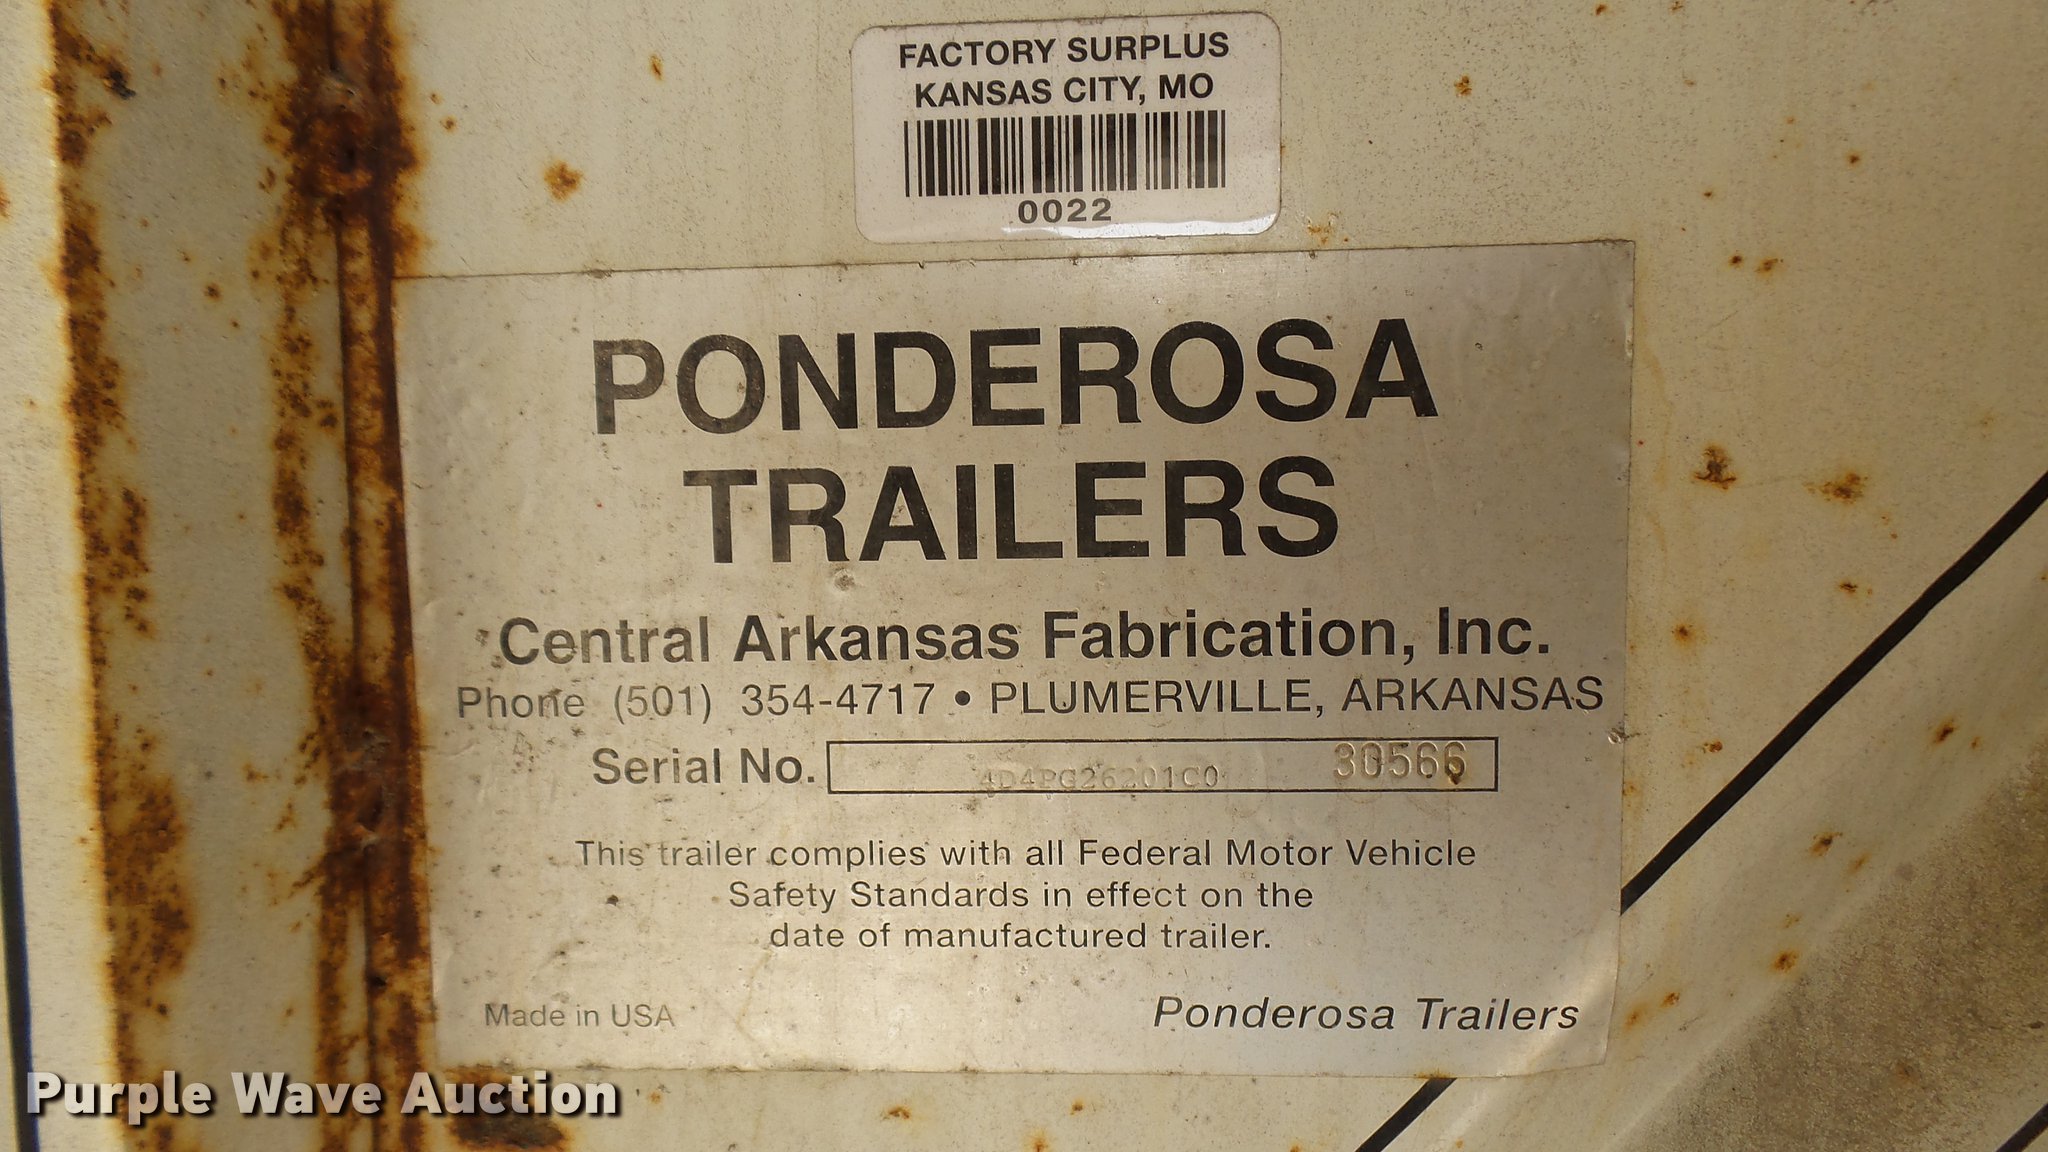 FACTORY SURPLUS
KANSAS CITY, MO
0022
PONDEROSA
TRAILERS
Central Arkansas Fabrication, Inc.
Phone (501) 354-4717 • PLUMERVILLE, ARKANSAS
Serial No. 4D4PG26201C0 30566
This trailer complies with all Federal Motor Vehicle
Safety Standards in effect on the
date of manufactured trailer.
Made in USA Ponderosa Trailers
Purple Wave Auction